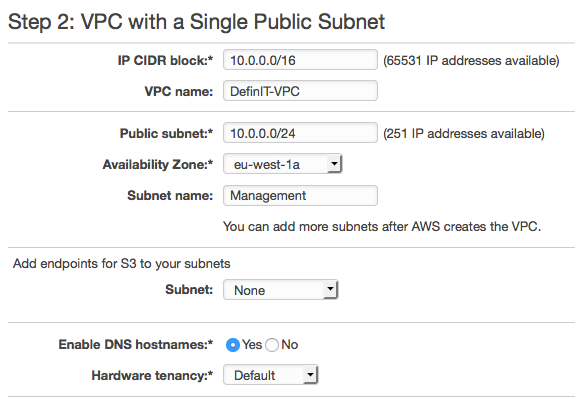 Step 2: VPC with a Single Public Subnet
IP CIDR block:* 10.0.0.0/16 (65531 IP addresses available)
VPC name: DefinIT-VPC
Public subnet:* 10.0.0.0/24 (251 IP addresses available)
Availability Zone:* eu-west-1a
Subnet name: Management
You can add more subnets after AWS creates the VPC.
Add endpoints for S3 to your subnets
Subnet: None
Enable DNS hostnames:* Yes No
Hardware tenancy:* Default